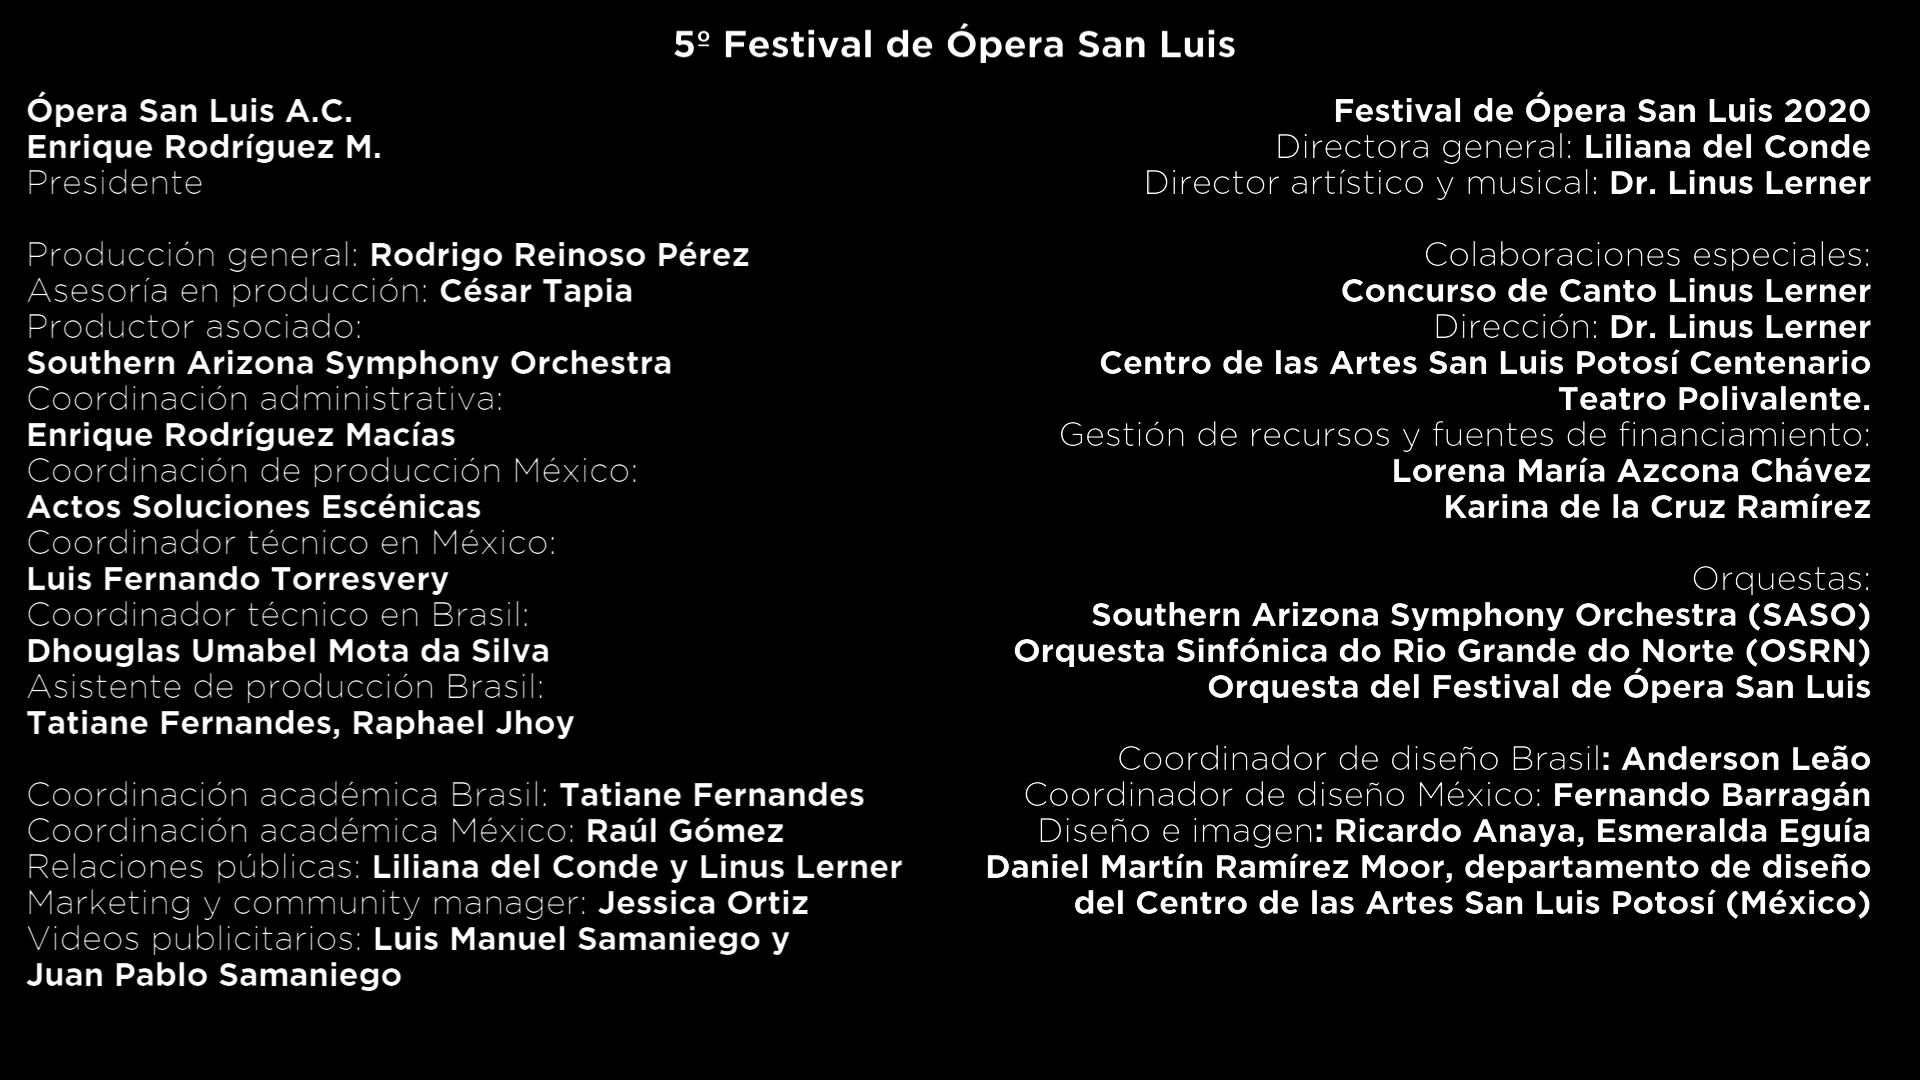 5º Festival de Ópera San Luis
Ópera San Luis A.C.
Enrique Rodríguez M.
Presidente
Producción general: Rodrigo Reinoso Pérez
Asesoría en producción: César Tapia
Productor asociado:
Southern Arizona Symphony Orchestra
Coordinación administrativa:
Enrique Rodríguez Macías
Coordinación de producción México:
Actos Soluciones Escénicas
Coordinador técnico en México:
Luis Fernando Torresvery
Coordinador técnico en Brasil:
Dhouglas Umabel Mota da Silva
Asistente de producción Brasil:
Tatiane Fernandes, Raphael Jhoy
Coordinación académica Brasil: Tatiane Fernandes
Coordinación académica México: Raúl Gómez
Relaciones públicas: Liliana del Conde y Linus Lerner
Marketing y community manager: Jessica Ortiz
Videos publicitarios: Luis Manuel Samaniego y
Juan Pablo Samaniego
Festival de Ópera San Luis 2020
Directora general: Liliana del Conde
Director artístico y musical: Dr. Linus Lerner
Colaboraciones especiales:
Concurso de Canto Linus Lerner
Dirección: Dr. Linus Lerner
Centro de las Artes San Luis Potosí Centenario
Teatro Polivalente.
Gestión de recursos y fuentes de financiamiento:
Lorena María Azcona Chávez
Karina de la Cruz Ramírez
Orquestas:
Southern Arizona Symphony Orchestra (SASO)
Orquesta Sinfónica do Rio Grande do Norte (OSRN)
Orquesta del Festival de Ópera San Luis
Coordinador de diseño Brasil: Anderson Leão
Coordinador de diseño México: Fernando Barragán
Diseño e imagen: Ricardo Anaya, Esmeralda Eguía
Daniel Martín Ramírez Moor, departamento de diseño
del Centro de las Artes San Luis Potosí (México)